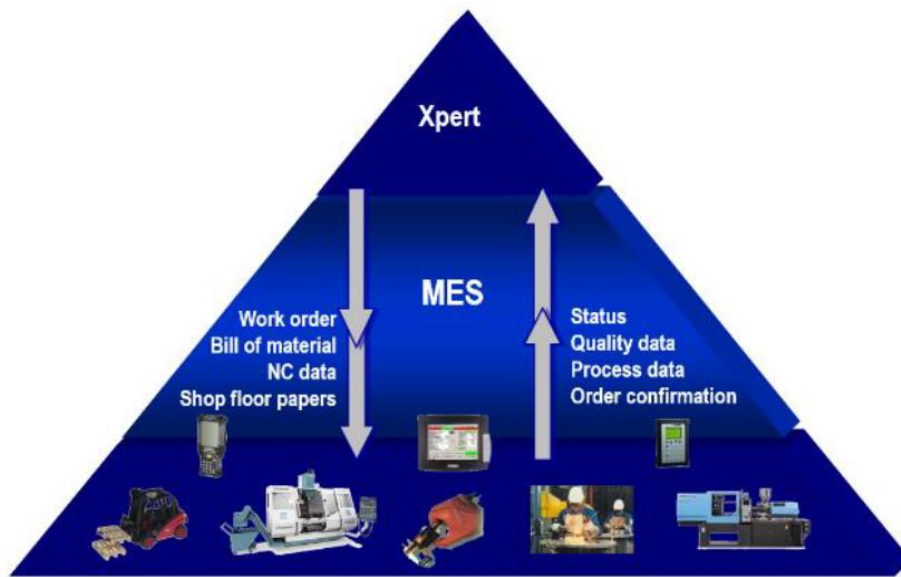 Xpert
MES
Work order
Bill of material
NC data
Shop floor papers
Status
Quality data
Process data
Order confirmation